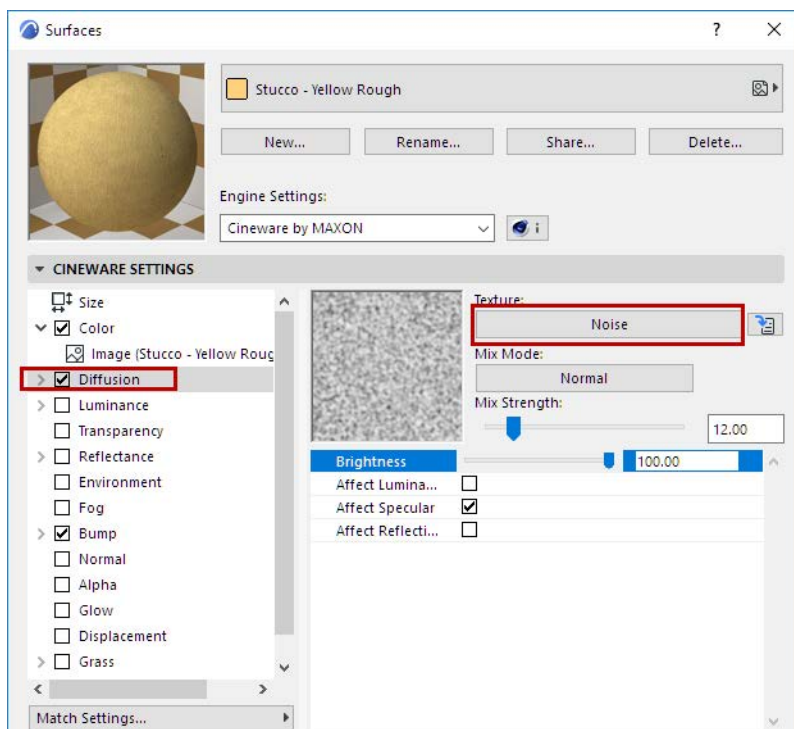 Surfaces
?
Stucco - Yellow Rough
New...
Rename...
Share...
Delete...
Engine Settings:
Cineware by MAXON
i
CINEWARE SETTINGS
Size
Color
Image (Stucco - Yellow Roug
Diffusion
Luminance
Transparency
Reflectance
Environment
Fog
Bump
Normal
Alpha
Glow
Displacement
Grass
Match Settings...
Texture:
Noise
Mix Mode:
Normal
Mix Strength:
12.00
Brightness 100.00
Affect Lumina...
Affect Specular
Affect Reflecti...